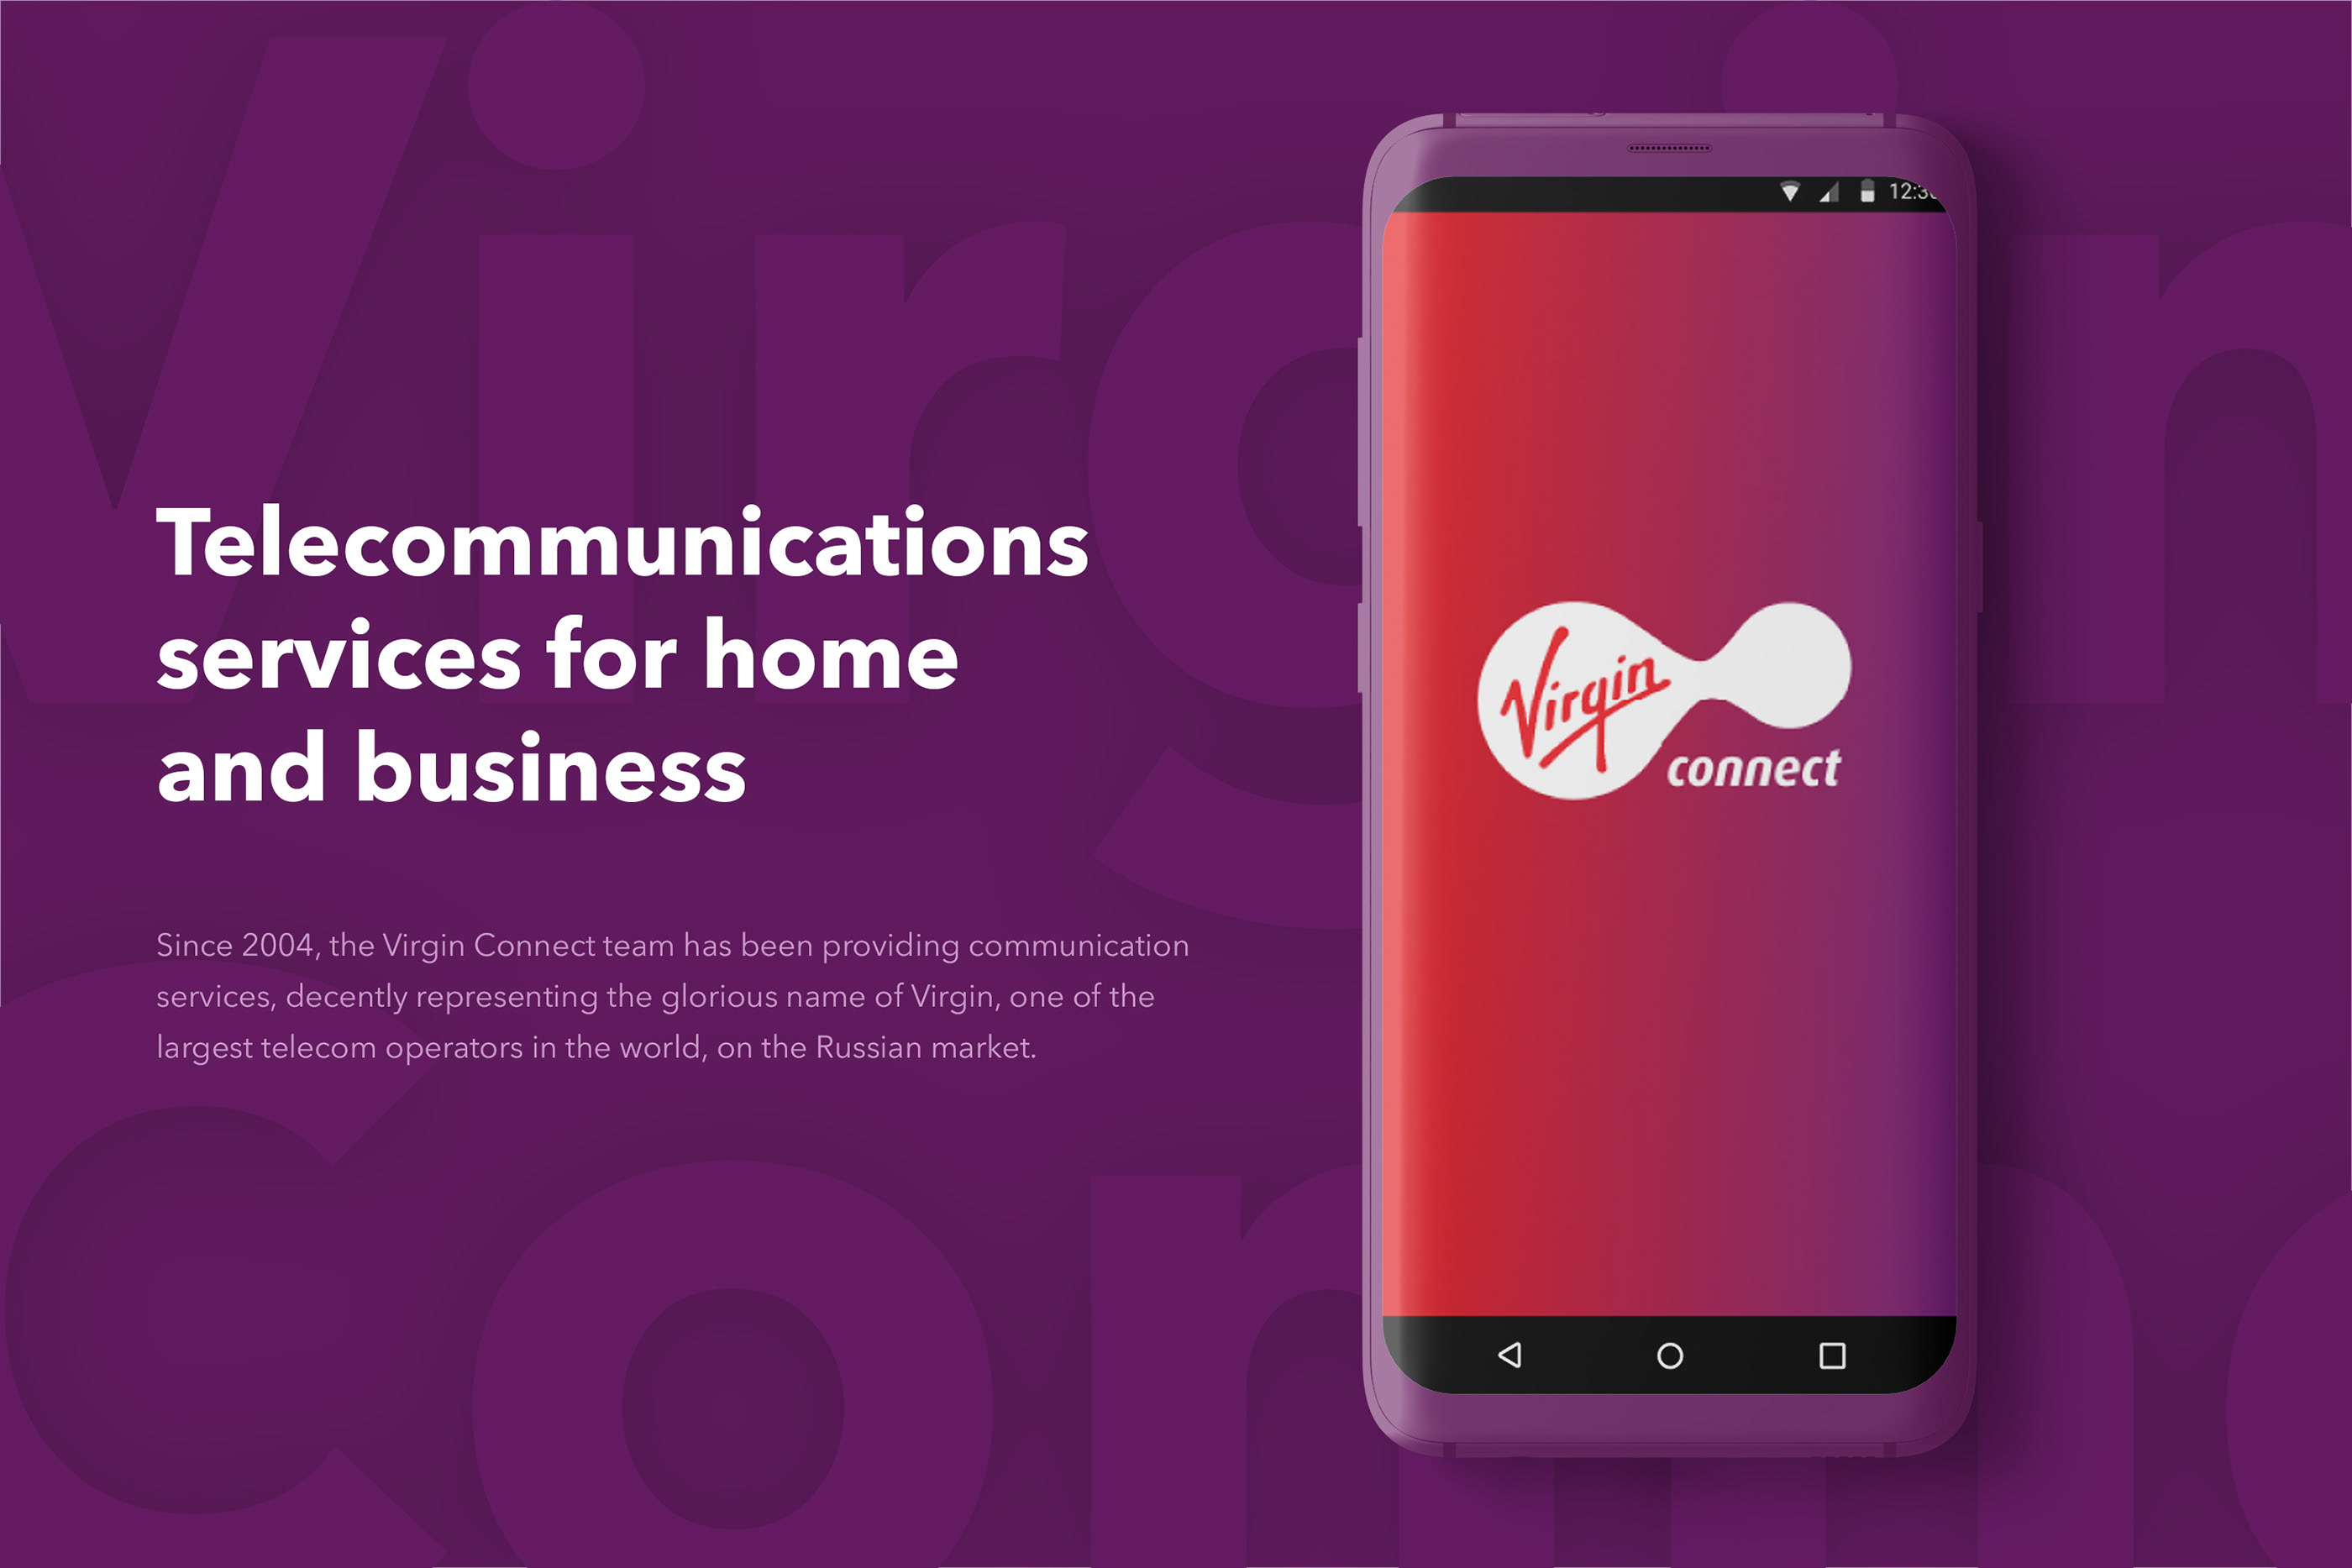 Virgin
Telecommunications
services for home
and business
Since 2004, the Virgin Connect team has been providing communication
services, decently representing the glorious name of Virgin, one of the
largest telecom operators in the world, on the Russian market.
Virgin
connect